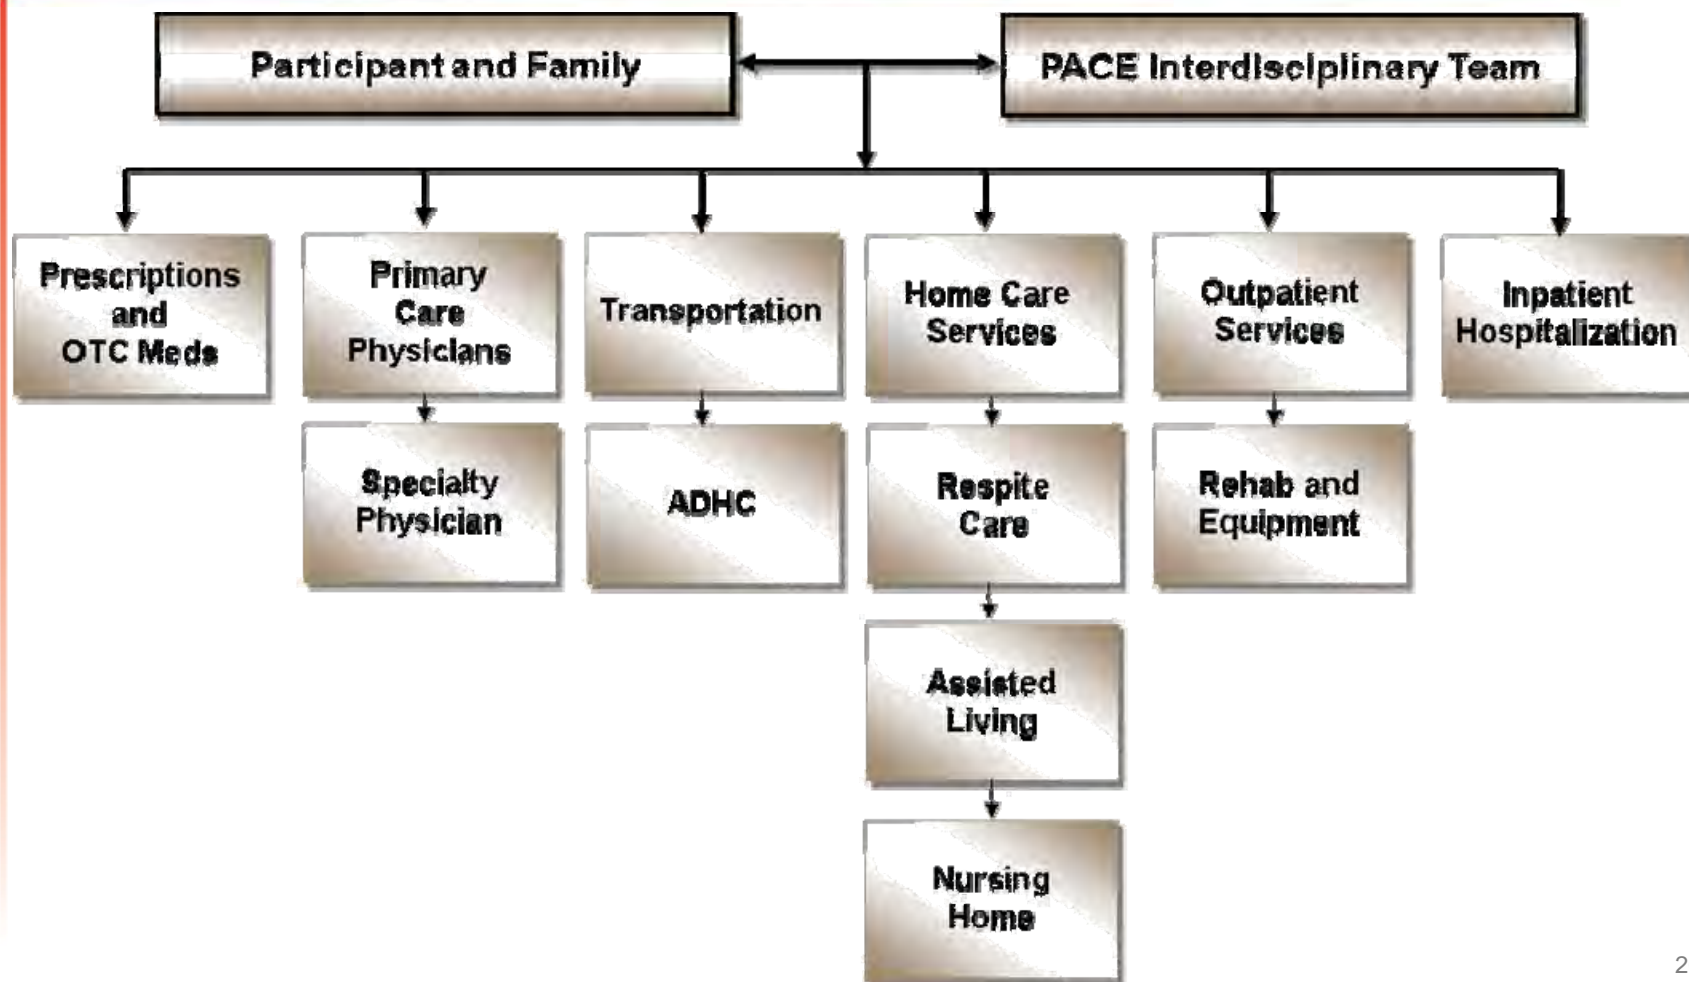 Participant and Family
PACE Interdisciplinary Team
Prescriptions
and
OTC Meds
Primary
Care
Physicians
Transportation
Home Care
Services
Outpatient
Services
Inpatient
Hospitalization
Specialty
Physician
ADHC
Respite
Care
Rehab and
Equipment
Assisted
Living
Nursing
Home
2